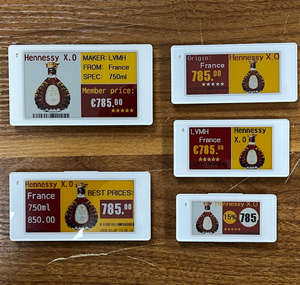 Hennessy X.O
MAKER: LVMH
FROM: France
SPEC: 750ml
Member price:
€785.00
Origin:
France
785.00
★★★★★
Hennessy X.O
LVMH
France
€785.00
★★★★★
Hennessy X.O
Hennessy X.O
France
750ml
850.00
BEST PRICES:
785.00
Hennessy X.O
15%
785